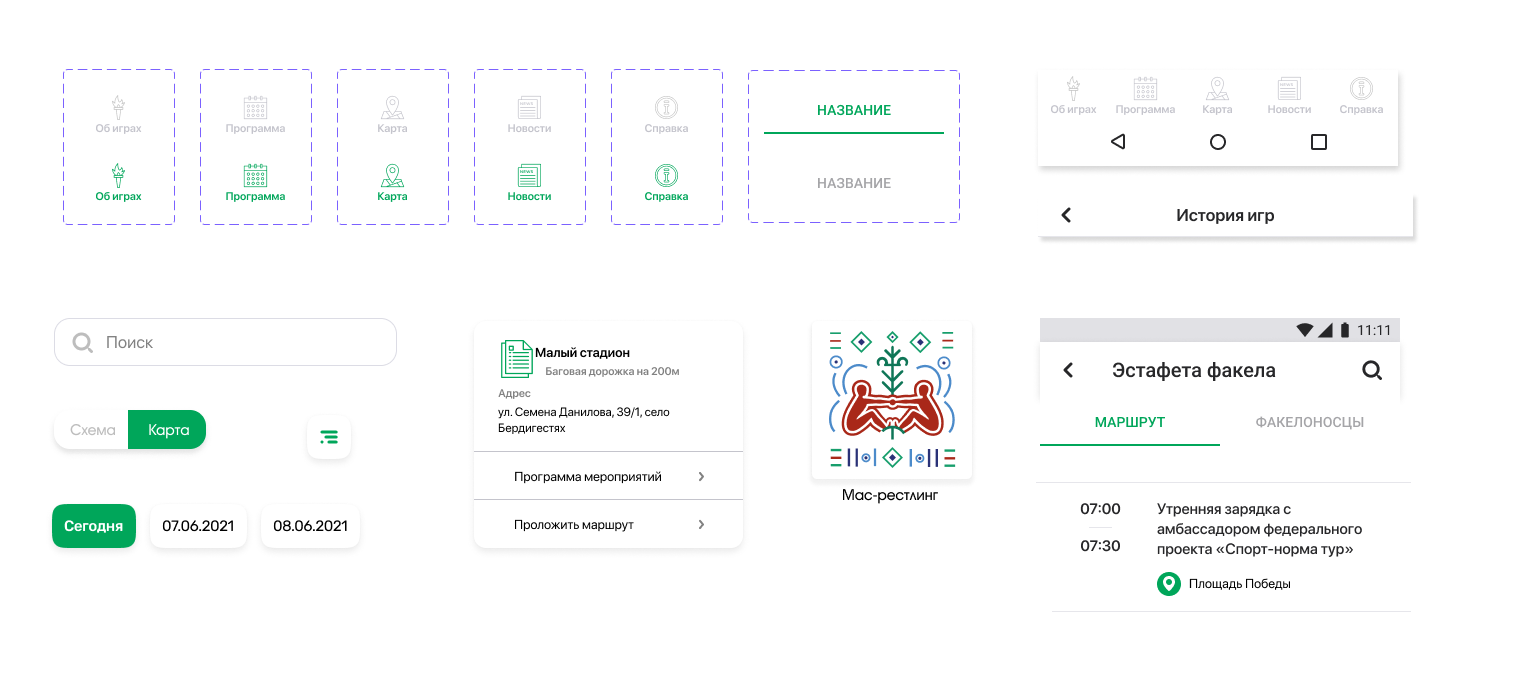 Об играх
Программа
Карта
Новости
Справка
Об играх
Программа
Карта
Новости
Справка
НАЗВАНИЕ
НАЗВАНИЕ
Об играх
Программа
Карта
Новости
Справка
История игр
Поиск
Схема
Карта
Сегодня
07.06.2021
08.06.2021
Малый стадион
Баговая дорожка на 200м
Адрес
ул. Семена Данилова, 39/1, село
Бердигестях
Программа мероприятий
Проложить маршрут
Мас-рестлинг
11:11
Эстафета факела
МАРШРУТ
ФАКЕЛОНОСЦЫ
07:00
07:30
Утренняя зарядка с
амбассадором федерального
проекта «Спорт-норма тур»
Площадь Победы